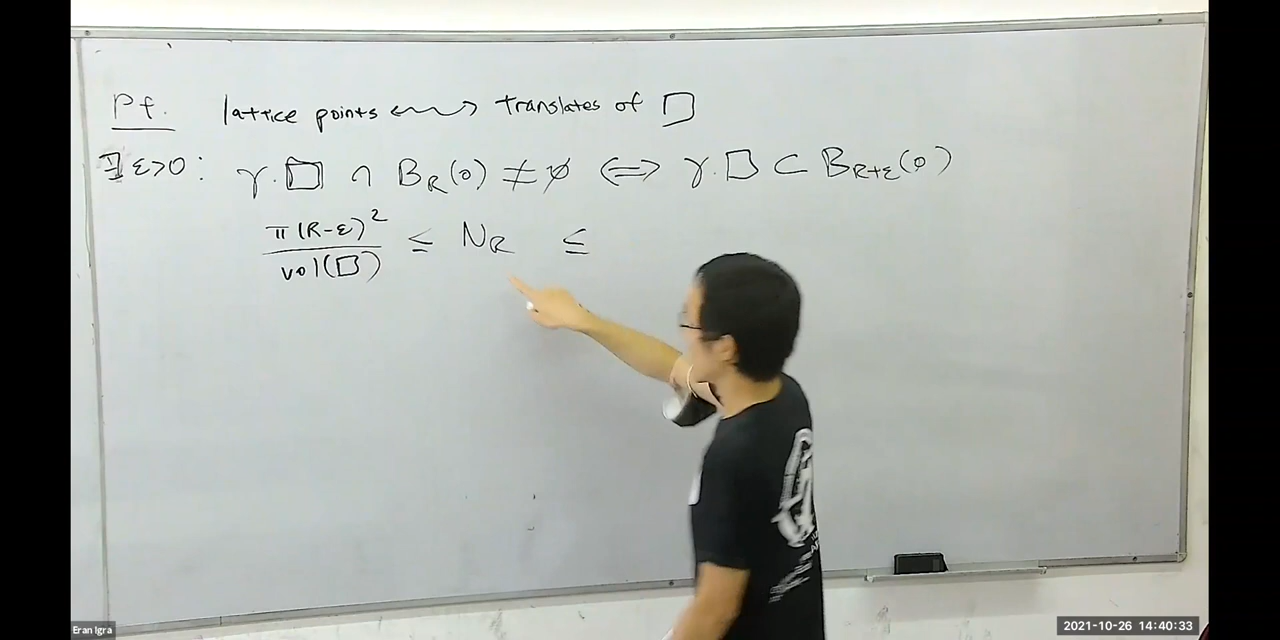 Pf. lattice points ⟷ translates of □
∃ ε>0: γ.□ ∩ B_R(0) ≠ ∅ ⟺ γ.□ ⊂ B_{R+ε}(0)
π(R-ε)²/vol(□) ≤ N_R ≤
Eran Igra
2021-10-26 14:40:33